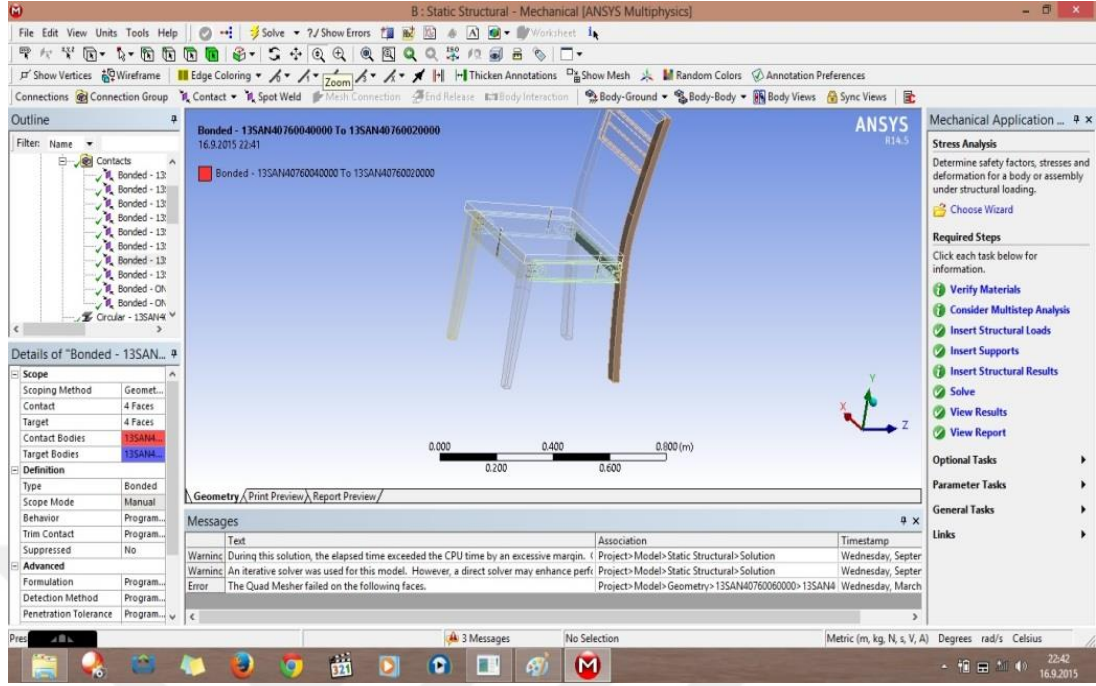 B : Static Structural - Mechanical [ANSYS Multiphysics]
File Edit View Units Tools Help Solve ?/ Show Errors Worksheet
Show Vertices Wireframe Edge Coloring Thicken Annotations Show Mesh Random Colors Annotation Preferences
Zoom
Connections Connection Group Contact Spot Weld Mesh Connection End Release Body Interaction Body-Ground Body-Body Body Views Sync Views
Outline
Filter: Name
Contacts
Bonded - 13
Bonded - 13
Bonded - 13
Bonded - 13
Bonded - 13
Bonded - 13
Bonded - 13
Bonded - 13
Bonded - ON
Bonded - ON
Circular - 13SAN4
Details of "Bonded - 13SAN...
Scope
Scoping Method Geomet...
Contact 4 Faces
Target 4 Faces
Contact Bodies 13SAN4...
Target Bodies 13SAN4...
Definition
Type Bonded
Scope Mode Manual
Behavior Program...
Trim Contact Program...
Suppressed No
Advanced
Formulation Program...
Detection Method Program...
Penetration Tolerance Program...
Bonded - 13SAN40760040000 To 13SAN40760020000
16.9.2015 22:41
Bonded - 13SAN40760040000 To 13SAN40760020000
ANSYS
R14.5
Y
X
Z
0.000 0.400 0.800 (m)
0.200 0.600
Geometry Print Preview Report Preview
Messages
Text Association Timestamp
Warning During this solution, the elapsed time exceeded the CPU time by an excessive margin. Project>Model>Static Structural>Solution Wednesday, Septer
Warning An iterative solver was used for this model. However, a direct solver may enhance perf Project>Model>Static Structural>Solution Wednesday, Septer
Error The Quad Mesher failed on the following faces. Project>Model>Geometry>13SAN40760060000>13SAN4 Wednesday, March
Mechanical Application ...
Stress Analysis
Determine safety factors, stresses and
deformation for a body or assembly
under structural loading.
Choose Wizard
Required Steps
Click each task below for
information.
Verify Materials
Consider Multistep Analysis
Insert Structural Loads
Insert Supports
Insert Structural Results
Solve
View Results
View Report
Optional Tasks
Parameter Tasks
General Tasks
Links
Pres 3 Messages No Selection Metric (m, kg, N, s, V, A) Degrees rad/s Celsius
321
22:42
16.9.2015